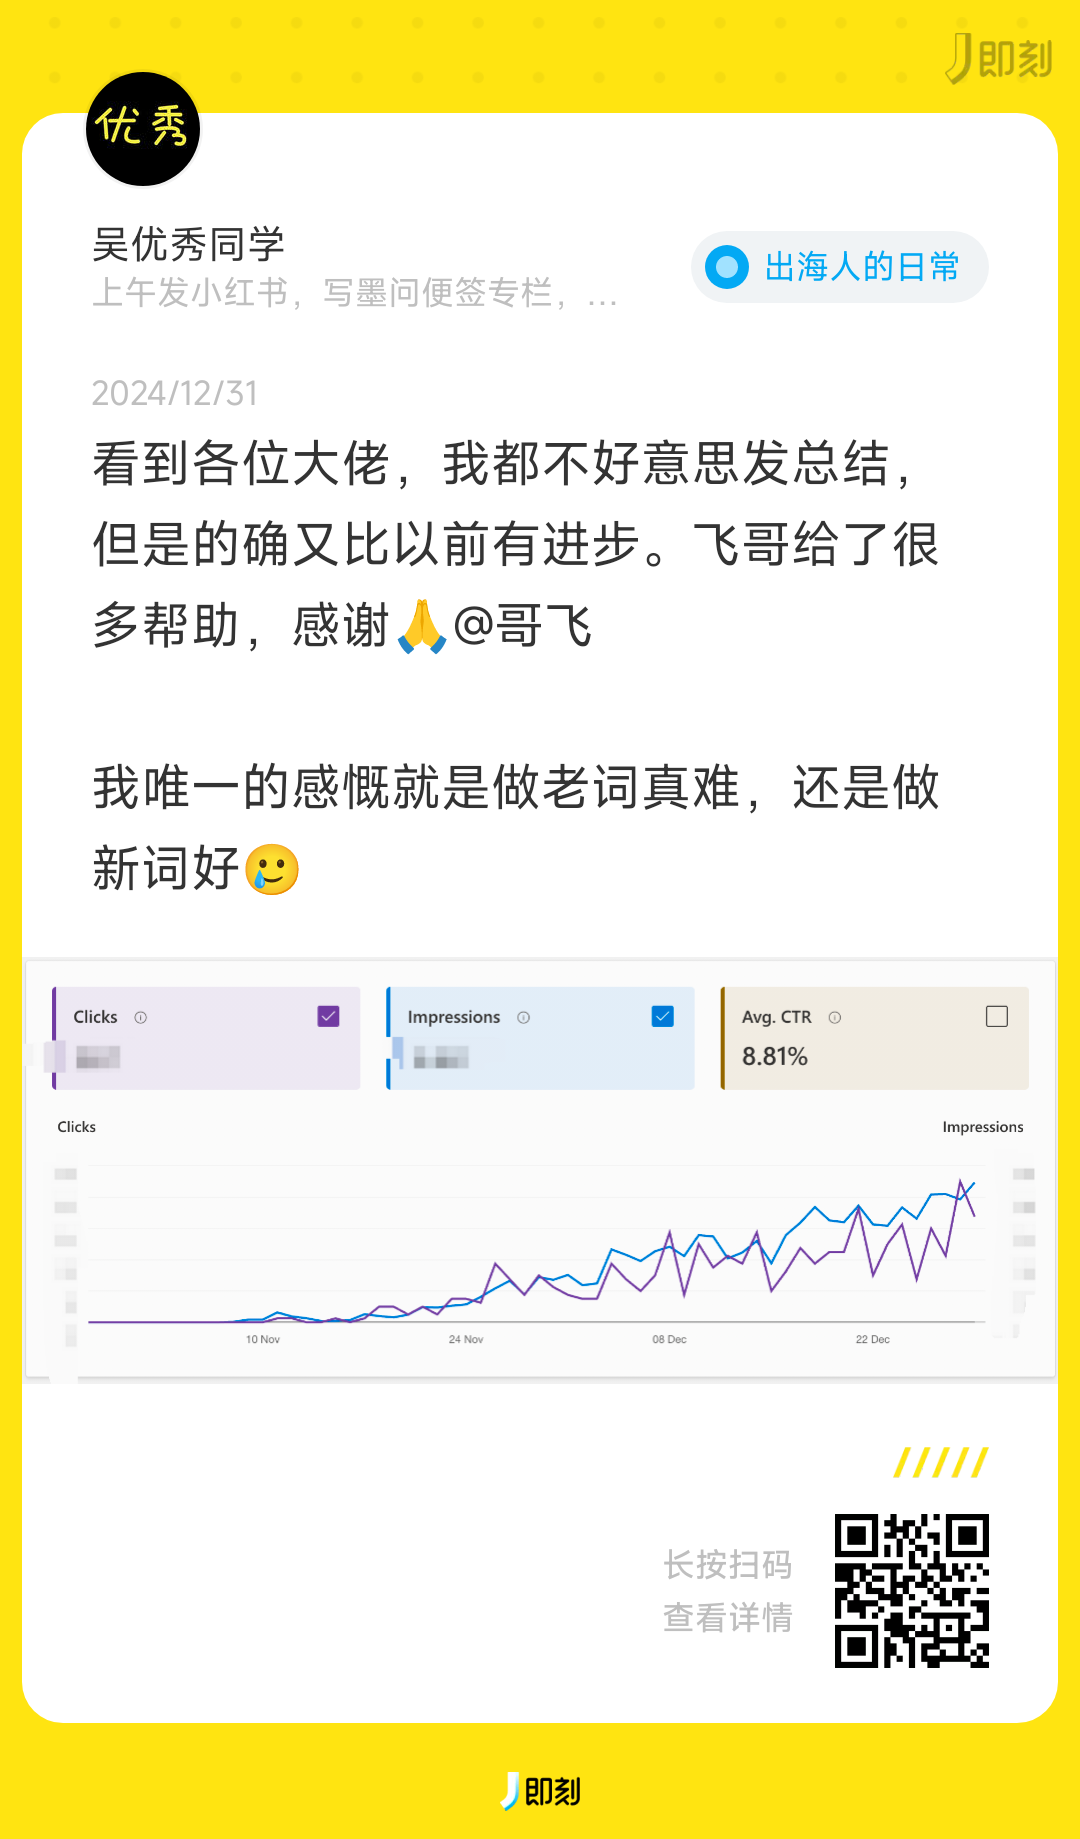 即刻
优秀
吴优秀同学
上午发小红书，写墨问便签专栏，...
出海人的日常
2024/12/31
看到各位大佬，我都不好意思发总结，
但是的确又比以前有进步。飞哥给了很
多帮助，感谢🙏@哥飞
我唯一的感慨就是做老词真难，还是做
新词好🥲
Clicks
Impressions
Avg. CTR
8.81%
Clicks
Impressions
10 Nov
24 Nov
08 Dec
22 Dec
长按扫码
查看详情
即刻